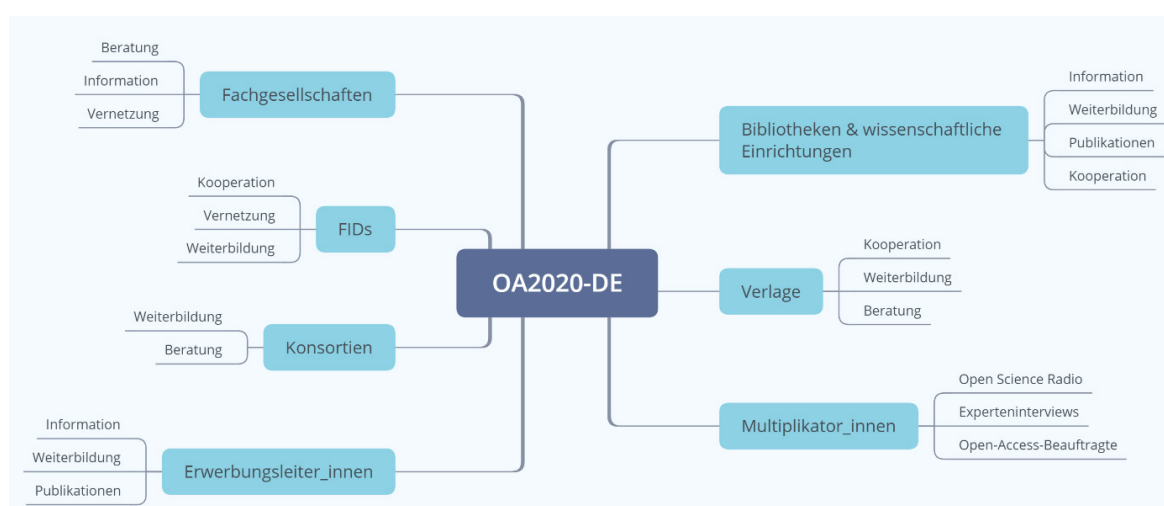 Beratung
Information
Vernetzung
Fachgesellschaften
Kooperation
Vernetzung
Weiterbildung
FIDs
Weiterbildung
Beratung
Konsortien
Information
Weiterbildung
Publikationen
Erwerbungsleiter_innen
OA2020-DE
Bibliotheken & wissenschaftliche
Einrichtungen
Information
Weiterbildung
Publikationen
Kooperation
Verlage
Kooperation
Weiterbildung
Beratung
Multiplikator_innen
Open Science Radio
Experteninterviews
Open-Access-Beauftragte